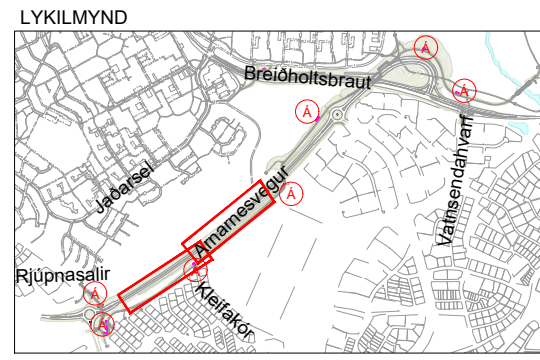 LYKILMYND
Á
Breiðholtsbraut
Á
Á
Vatnsendahvarf
Jaðarsel
Arnarnesvegur
Á
Rjúpnasalir
Á
Kleifakór
Á
Á